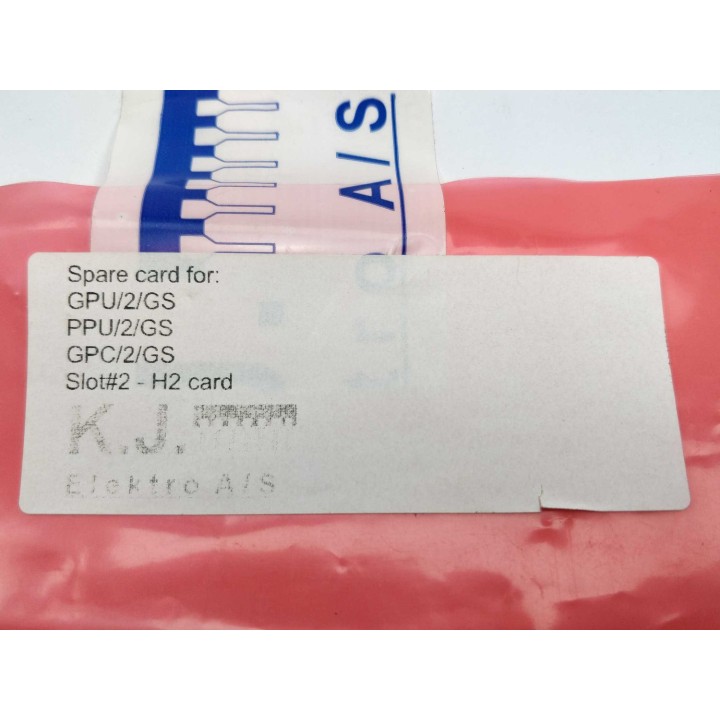 Spare card for:
GPU/2/GS
PPU/2/GS
GPC/2/GS
Slot#2 - H2 card
K.J.
Elektro A/S
A/S